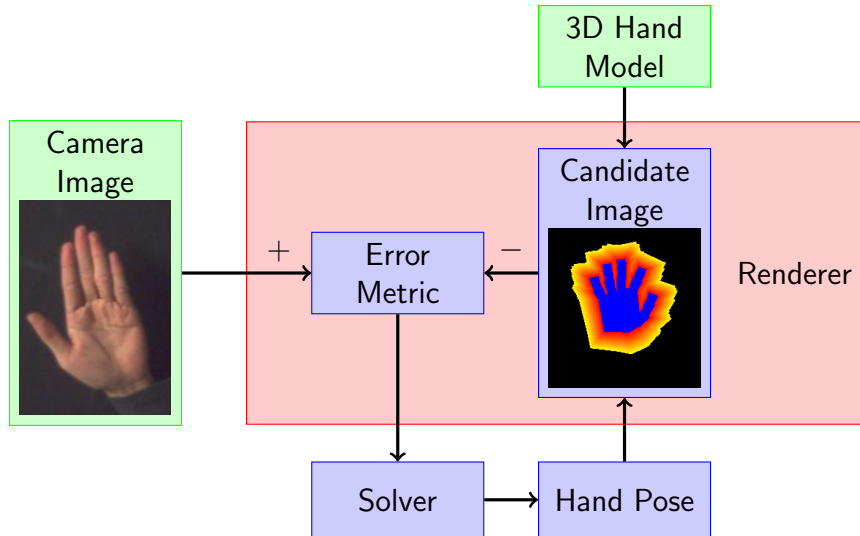 3D Hand
Model
Camera
Image
Candidate
Image
+
Error
Metric
−
Renderer
Solver
Hand Pose